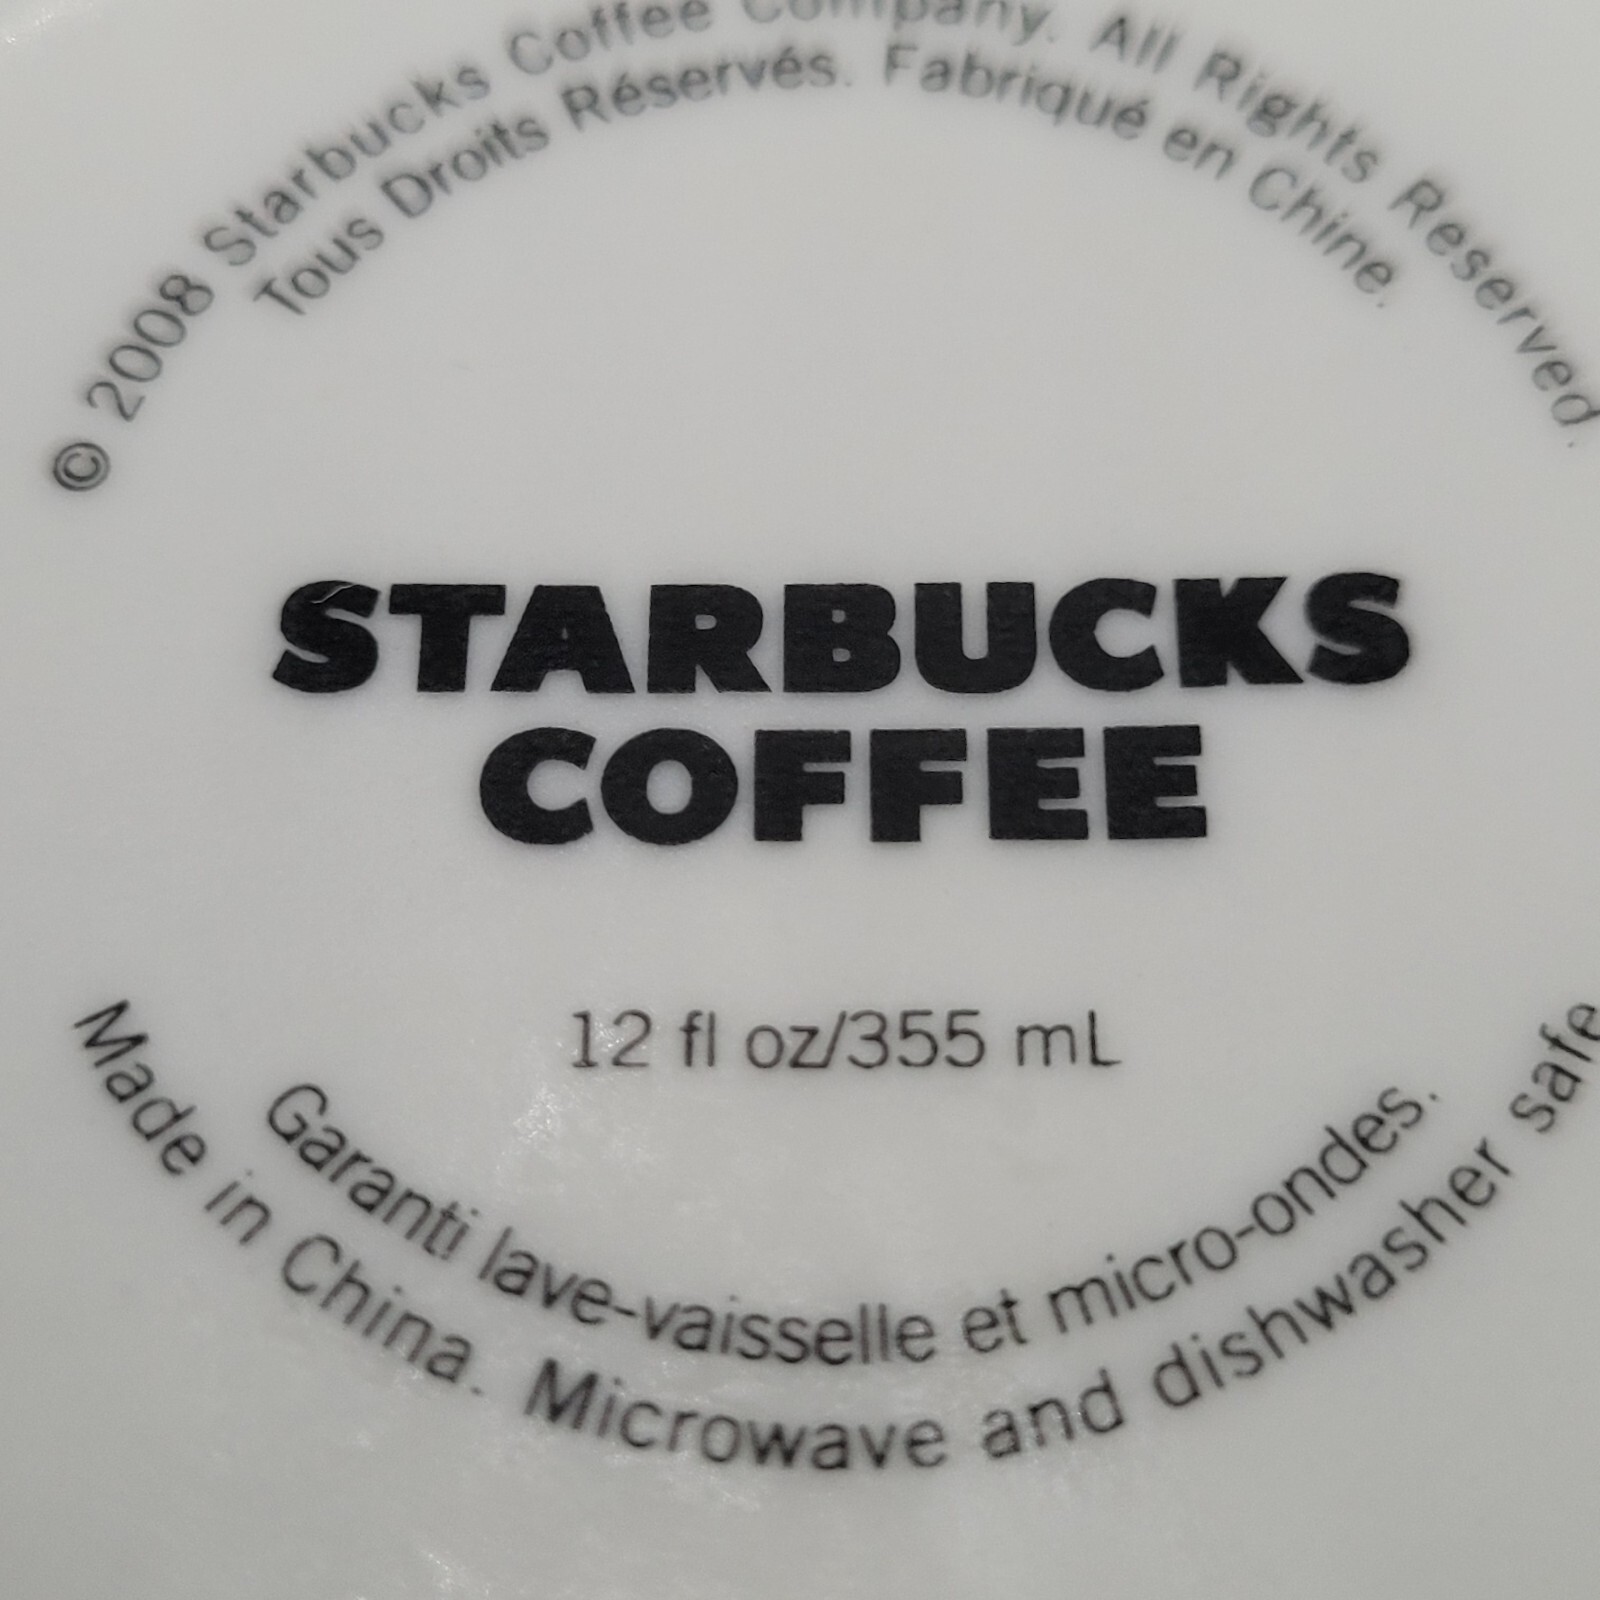 © 2008 Starbucks Coffee Company. All Rights Reserved.
Tous Droits Réservés. Fabriqué en Chine.
STARBUCKS
COFFEE
12 fl oz/355 mL
Garanti lave-vaisselle et micro-ondes.
Made in China. Microwave and dishwasher safe